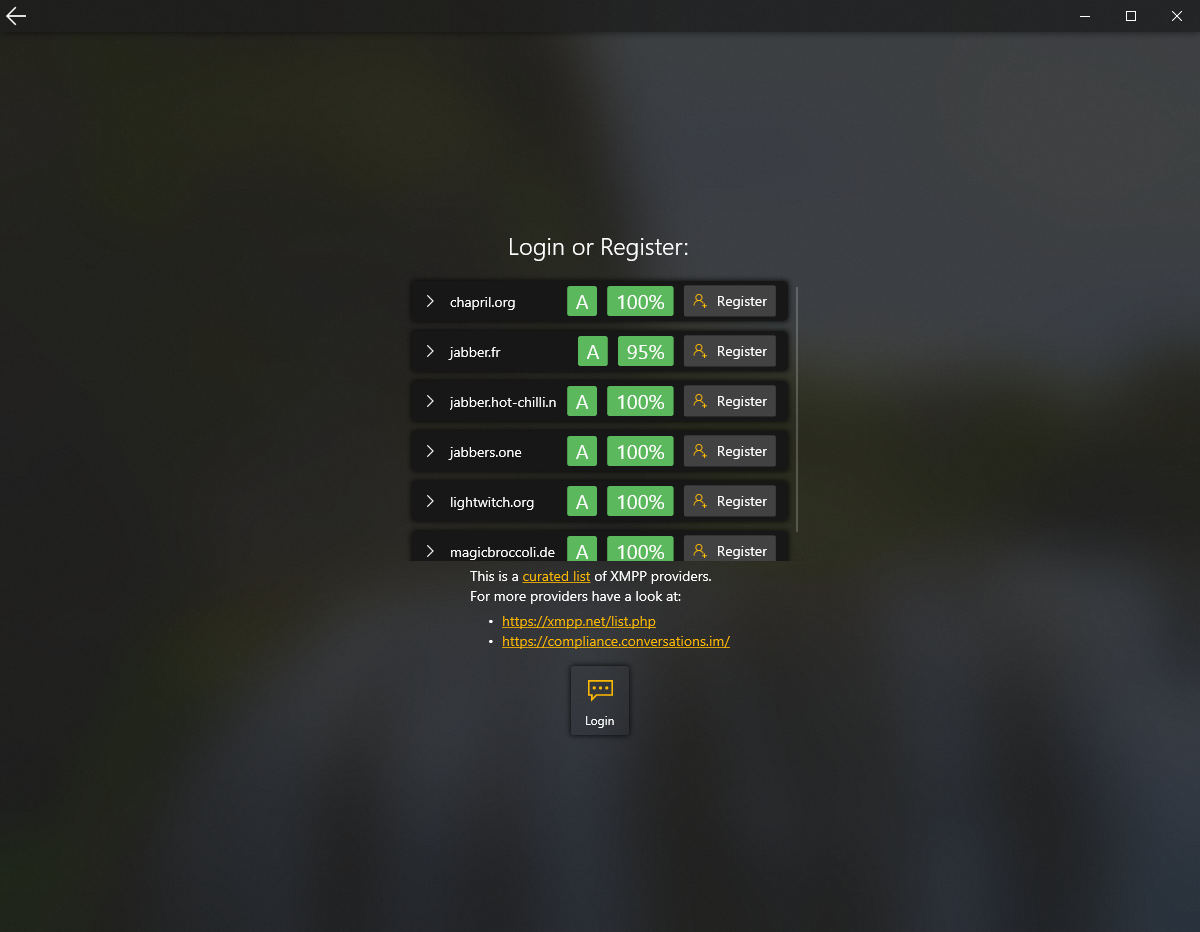 Login or Register:
chapril.org A 100% Register
jabber.fr A 95% Register
jabber.hot-chilli.n A 100% Register
jabbers.one A 100% Register
lightwitch.org A 100% Register
magicbroccoli.de A 100% Register
This is a curated list of XMPP providers.
For more providers have a look at:
• https://xmpp.net/list.php
• https://compliance.conversations.im/
Login